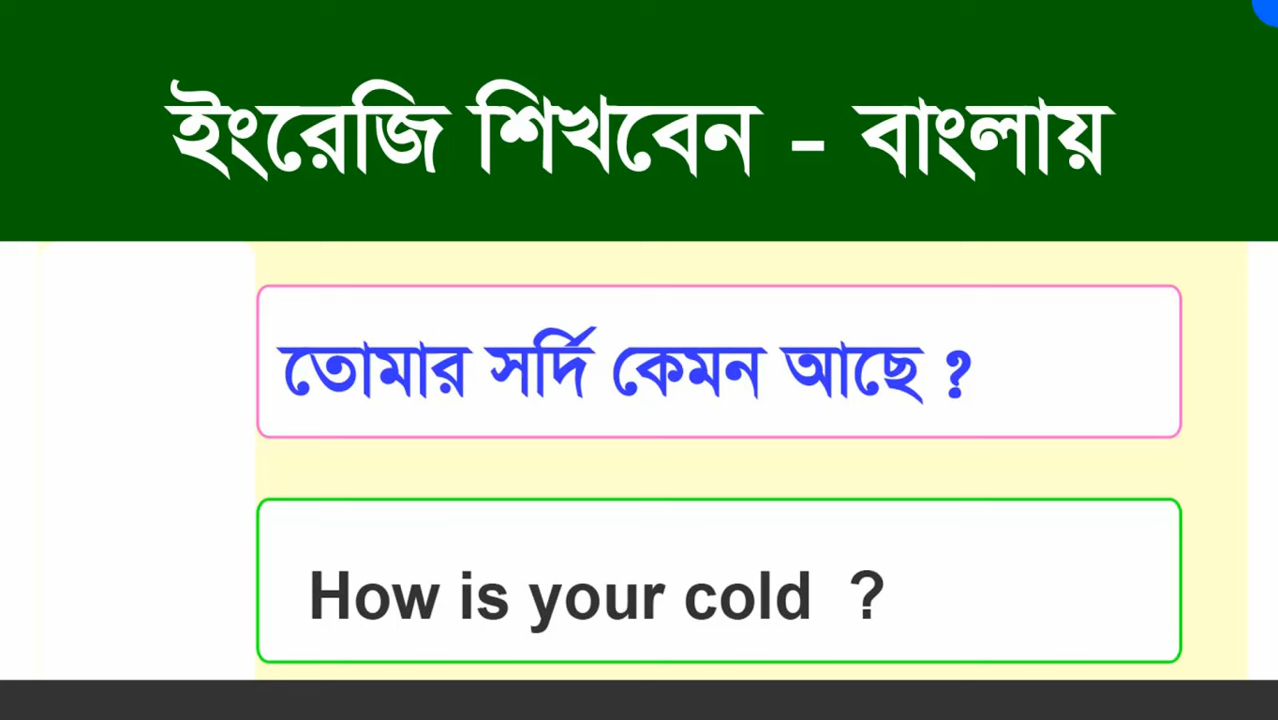 ইংরেজি শিখবেন - বাংলায়
তোমার সর্দি কেমন আছে ?
How is your cold ?